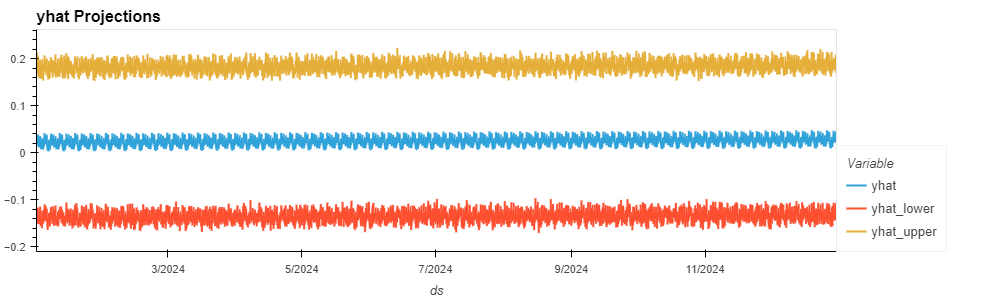 yhat Projections
0.2
0.1
0
−0.1
−0.2
3/2024
5/2024
7/2024
9/2024
11/2024
ds
Variable
yhat
yhat_lower
yhat_upper